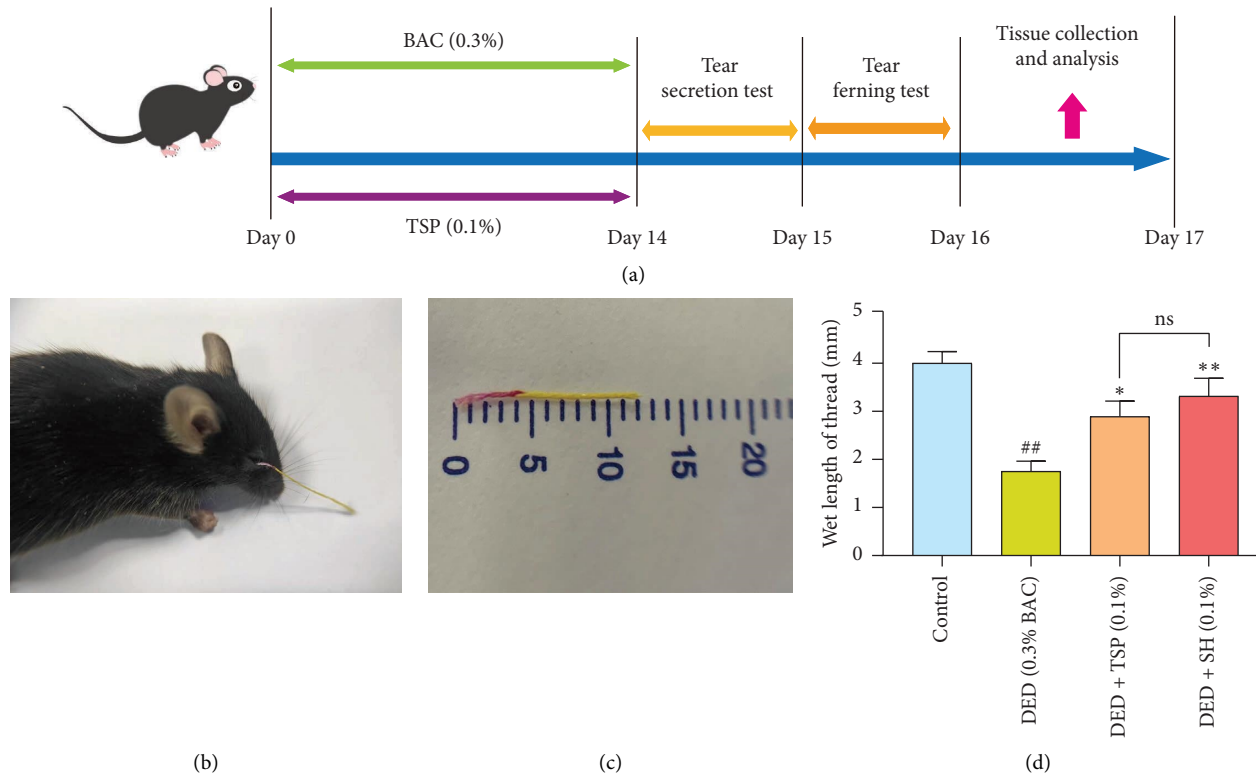 BAC (0.3%)
Tear
secretion test
Tear
ferning test
Tissue collection
and analysis
TSP (0.1%)
Day 0
Day 14
Day 15
Day 16
Day 17
(a)
0
5
10
15
20
(b)
(c)
Wet length of thread (mm)
5
4
3
2
1
0
##
*
ns
**
Control
DED (0.3% BAC)
DED + TSP (0.1%)
DED + SH (0.1%)
(d)